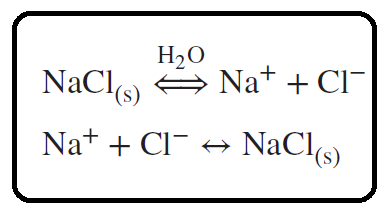 H₂O
NaCl₍s₎ ⟺ Na⁺ + Cl⁻
Na⁺ + Cl⁻ ↔ NaCl₍s₎